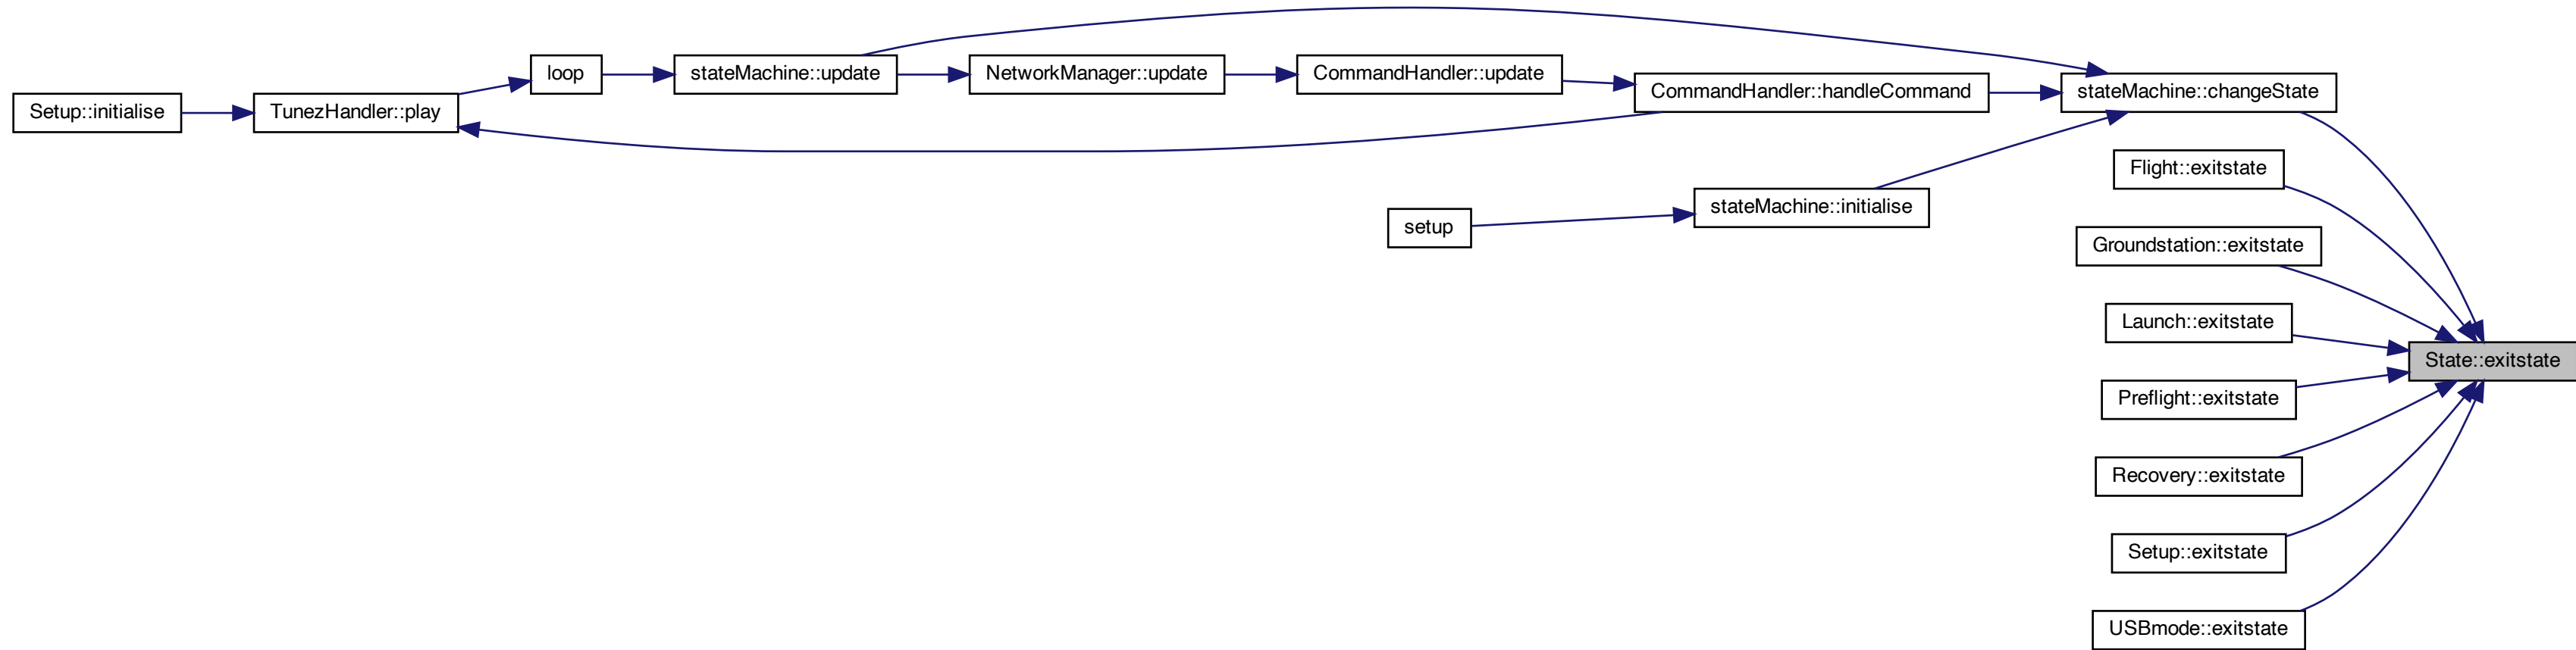 loop
stateMachine::update
NetworkManager::update
CommandHandler::update
CommandHandler::handleCommand
stateMachine::changeState
Setup::initialise
TunezHandler::play
Flight::exitstate
stateMachine::initialise
setup
Groundstation::exitstate
Launch::exitstate
State::exitstate
Preflight::exitstate
Recovery::exitstate
Setup::exitstate
USBmode::exitstate